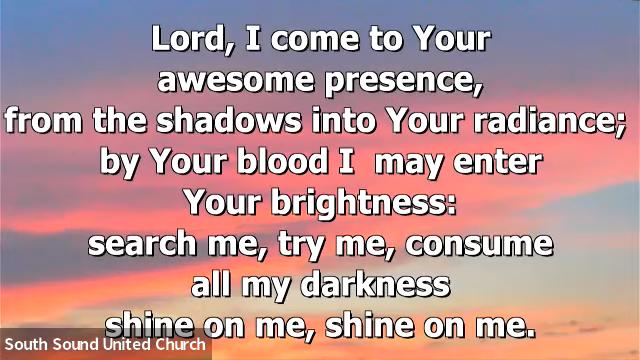 Lord, I come to Your
awesome presence,
from the shadows into Your radiance;
by Your blood I  may enter
Your brightness:
search me, try me, consume
all my darkness
shine on me, shine on me.
South Sound United Church